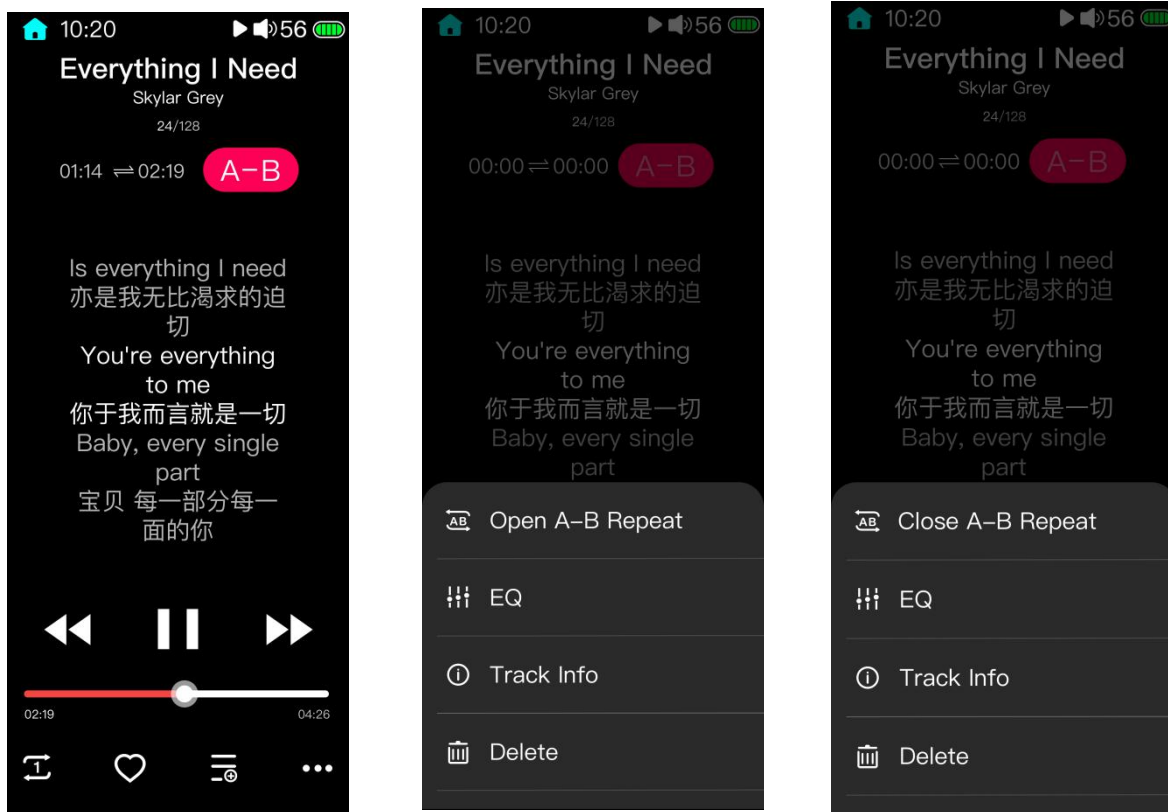 10:20
56
Everything I Need
Skylar Grey
24/128
01:14 ⇌ 02:19
A-B
Is everything I need
亦是我无比渴求的迫
切
You're everything
to me
你于我而言就是一切
Baby, every single
part
宝贝 每一部分每一
面的你
02:19
04:26
1
10:20
56
Everything I Need
Skylar Grey
24/128
00:00 ⇌ 00:00
A-B
Is everything I need
亦是我无比渴求的迫
切
You're everything
to me
你于我而言就是一切
Baby, every single
part
AB
Open A-B Repeat
EQ
Track Info
Delete
10:20
56
Everything I Need
Skylar Grey
24/128
00:00 ⇌ 00:00
A-B
Is everything I need
亦是我无比渴求的迫
切
You're everything
to me
你于我而言就是一切
Baby, every single
part
AB
Close A-B Repeat
EQ
Track Info
Delete